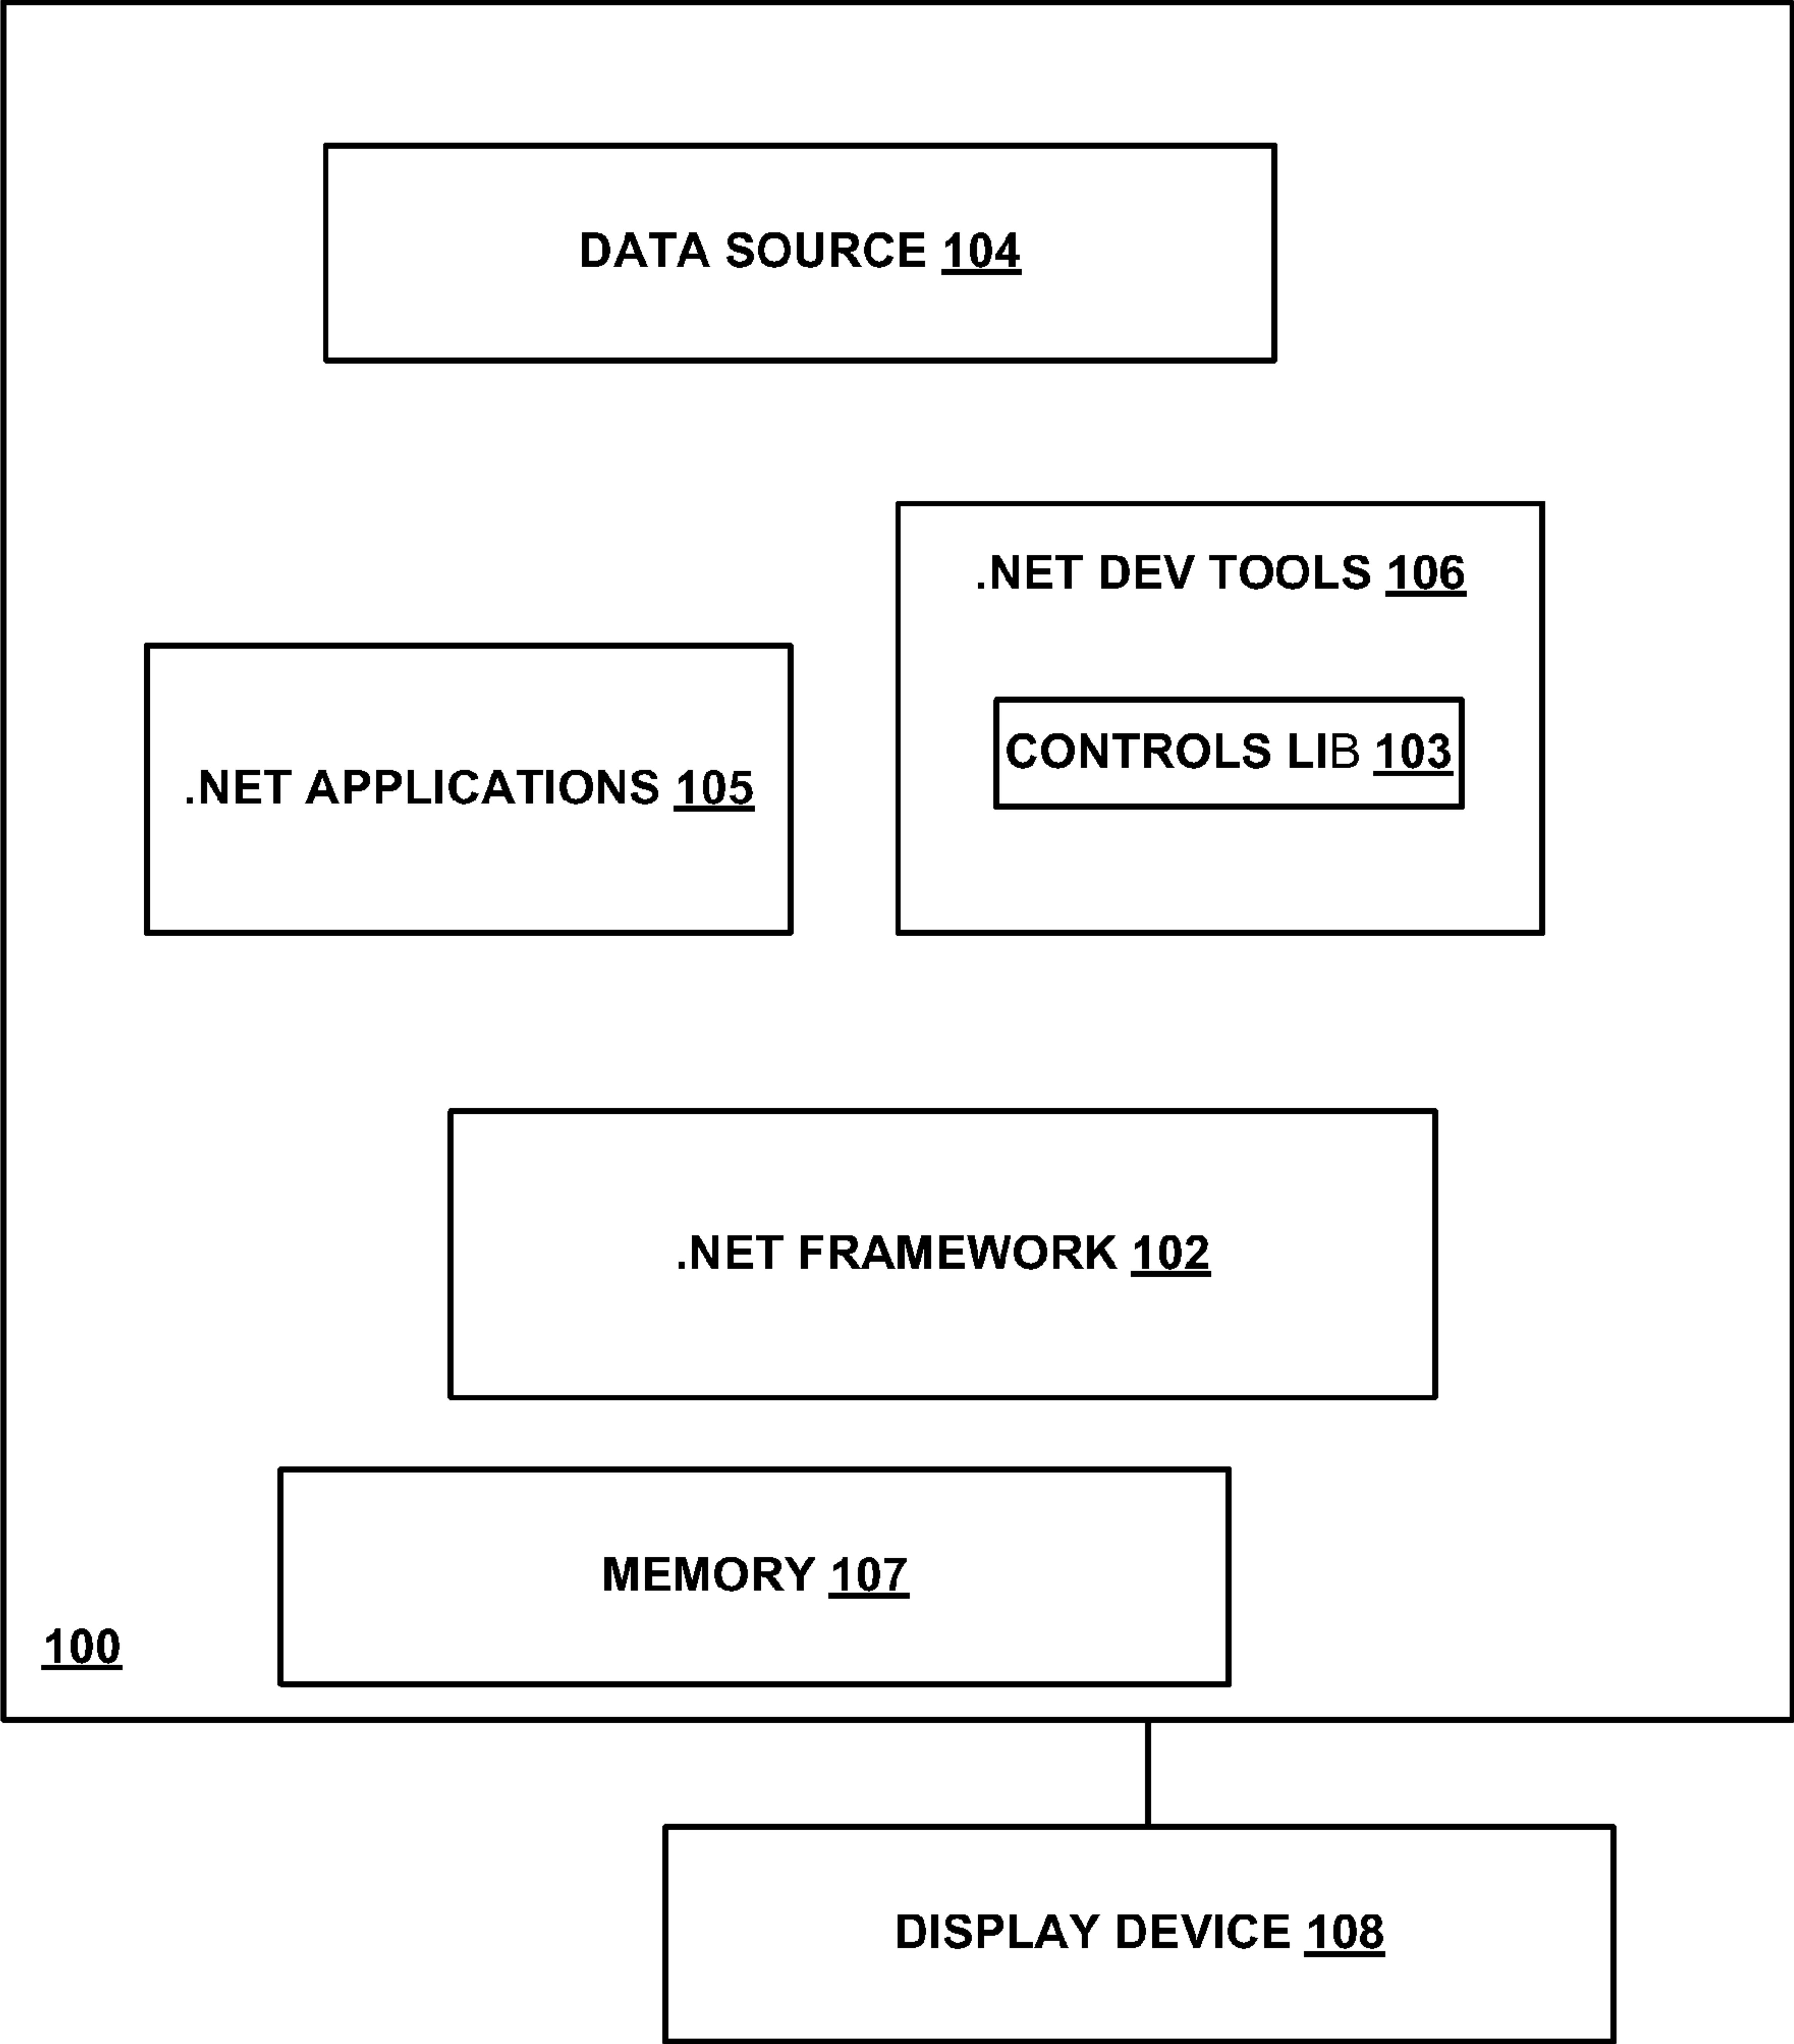 DATA SOURCE 104
.NET DEV TOOLS 106
CONTROLS LIB 103
.NET APPLICATIONS 105
.NET FRAMEWORK 102
MEMORY 107
100
DISPLAY DEVICE 108